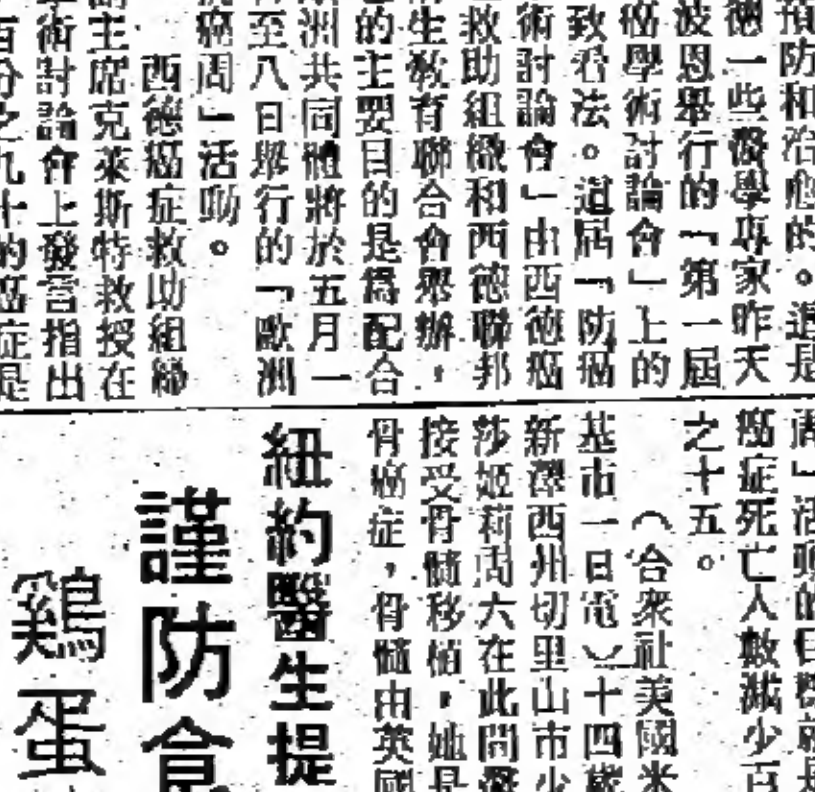 預防和治癒的。這是
德一些醫學專家昨天
波恩舉行的「第一屆
癌學術討論會」上的
致看法。這屆「防癌
術討論會」由西德癌
救助組織和西德聯邦
生教育聯合會舉辦，
的主要目的是為配合
洲共同體將於五月一
至八日舉行的「歐洲
癌周」活動。
西德癌症救助組織
主席克萊斯特教授在
術討論會上發言指出
百分之九十的癌症是
周」活動的目標就是
癌症死亡人數減少百
之十五。
（合衆社美國米
基市一日電）十四歲
新澤西州切里山市少
莎姬莉周六在此間醫
接受骨髓移植，她是
骨癌症，骨髓由英國
紐約醫生提
謹防食
鷄蛋